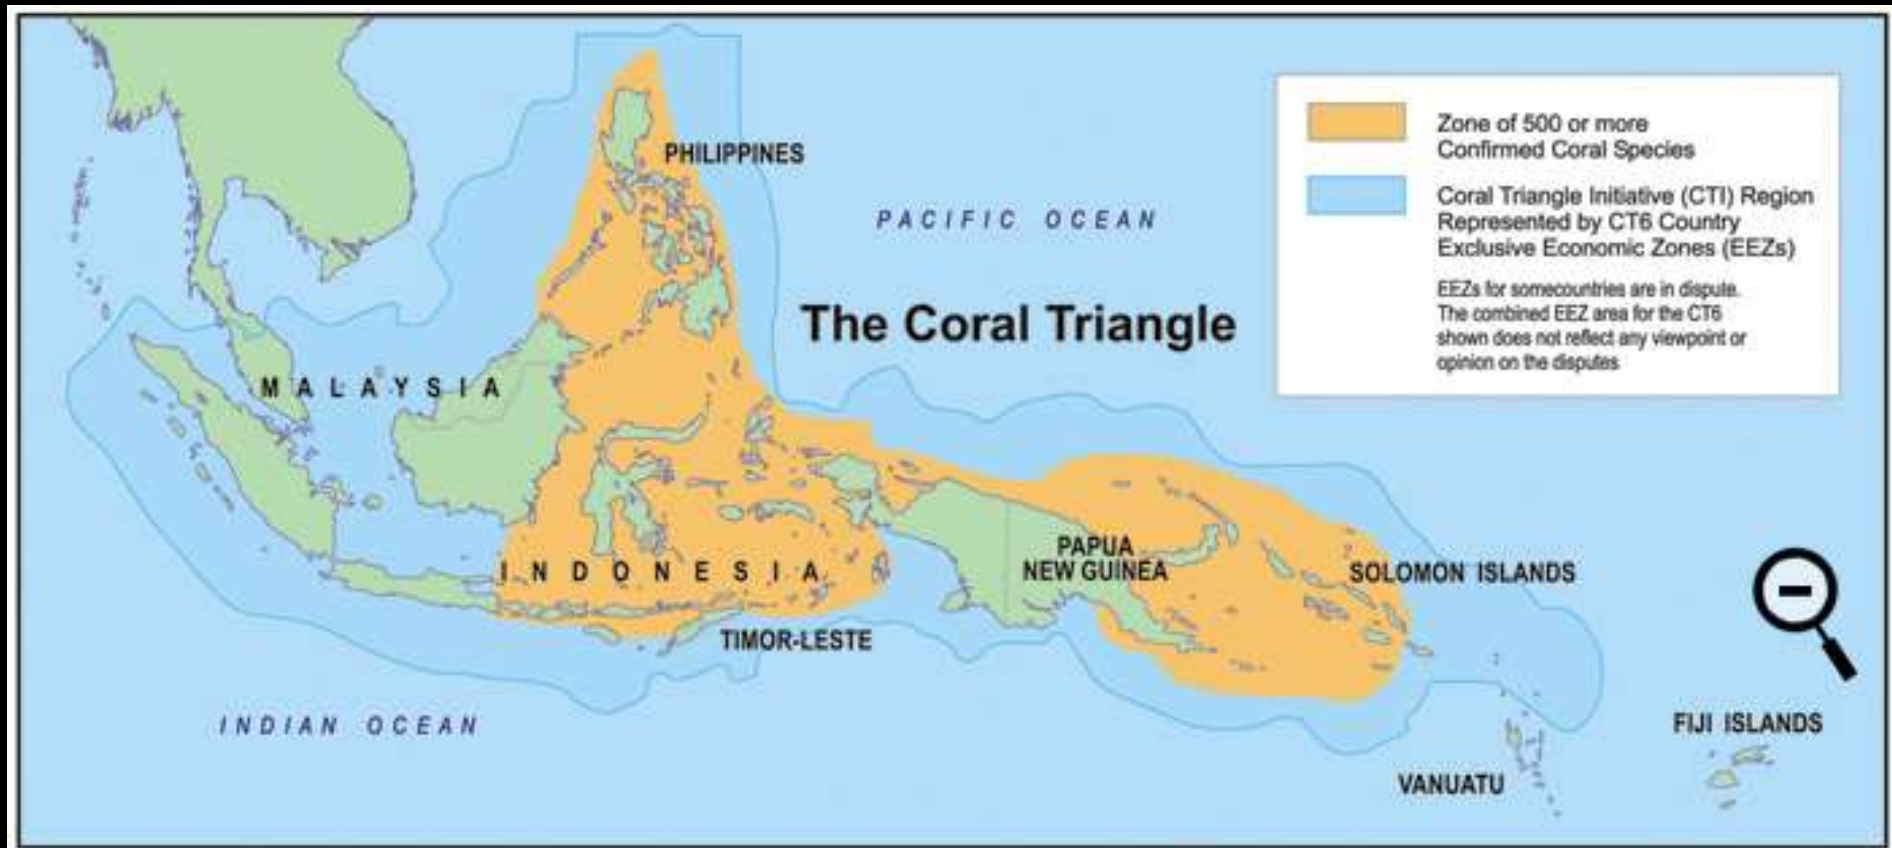 PHILIPPINES
PACIFIC OCEAN
The Coral Triangle
MALAYSIA
INDONESIA
PAPUA
NEW GUINEA
SOLOMON ISLANDS
TIMOR-LESTE
INDIAN OCEAN
FIJI ISLANDS
VANUATU
Zone of 500 or more
Confirmed Coral Species
Coral Triangle Initiative (CTI) Region
Represented by CT6 Country
Exclusive Economic Zones (EEZs)
EEZs for somecountries are in dispute.
The combined EEZ area for the CT6
shown does not reflect any viewpoint or
opinion on the disputes